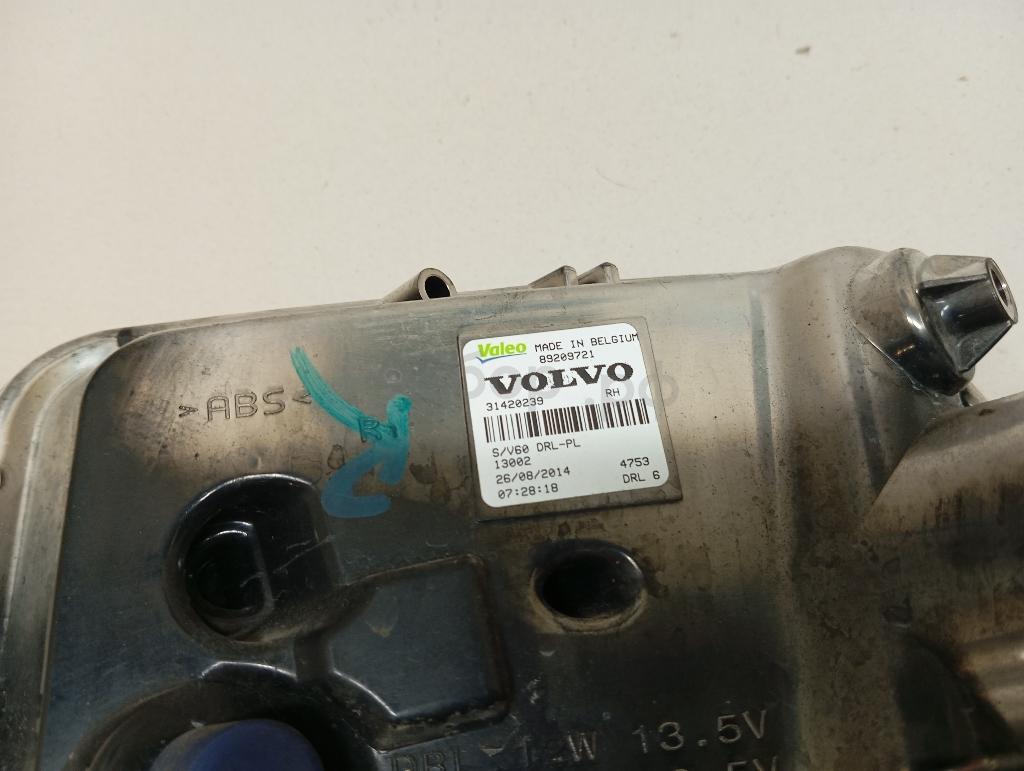 Valeo MADE IN BELGIUM
89209721
VOLVO
31420239 RH
S/V60 DRL-PL
13002
26/08/2014 4753
07:28:18 DRL 6
>ABS<
W 13.5V